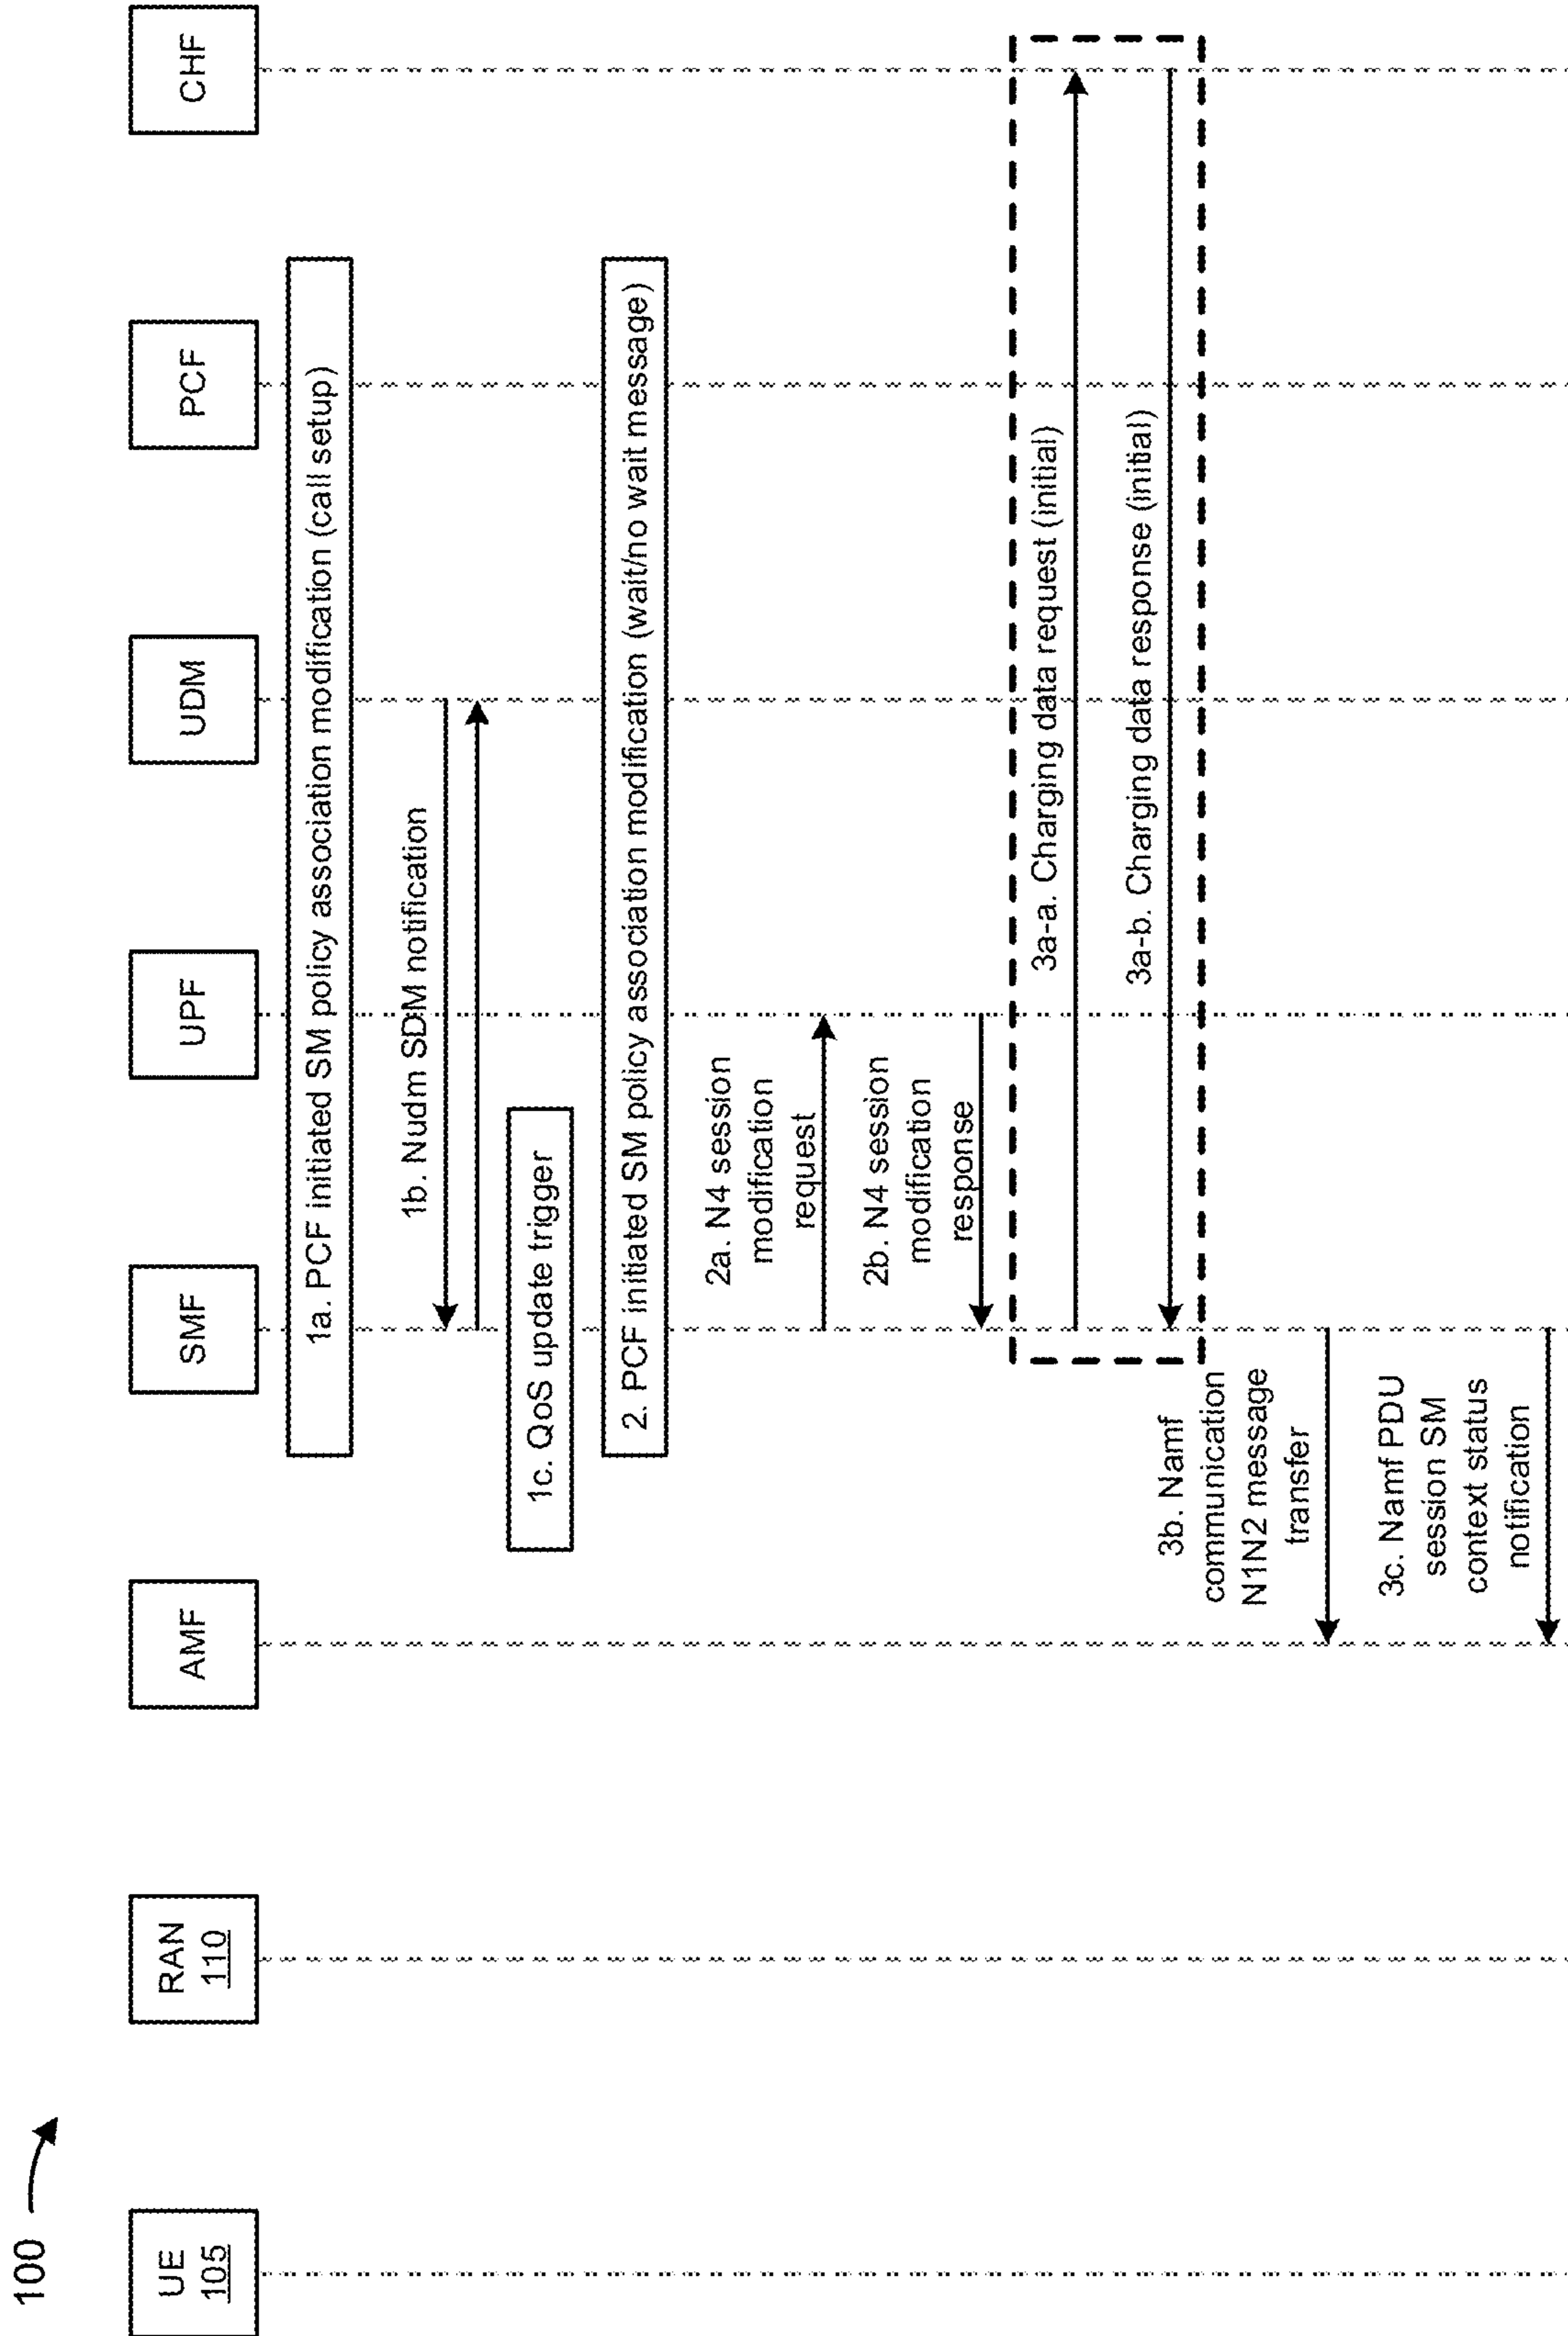 100
UE
105
RAN
110
AMF
SMF
UPF
UDM
PCF
CHF
1a. PCF initiated SM policy association modification (call setup)
1b. Nudm SDM notification
1c. QoS update trigger
2. PCF initiated SM policy association modification (wait/no wait message)
2a. N4 session
modification
request
2b. N4 session
modification
response
3a-a. Charging data request (initial)
3a-b. Charging data response (initial)
3b. Namf
communication
N1N2 message
transfer
3c. Namf PDU
session SM
context status
notification